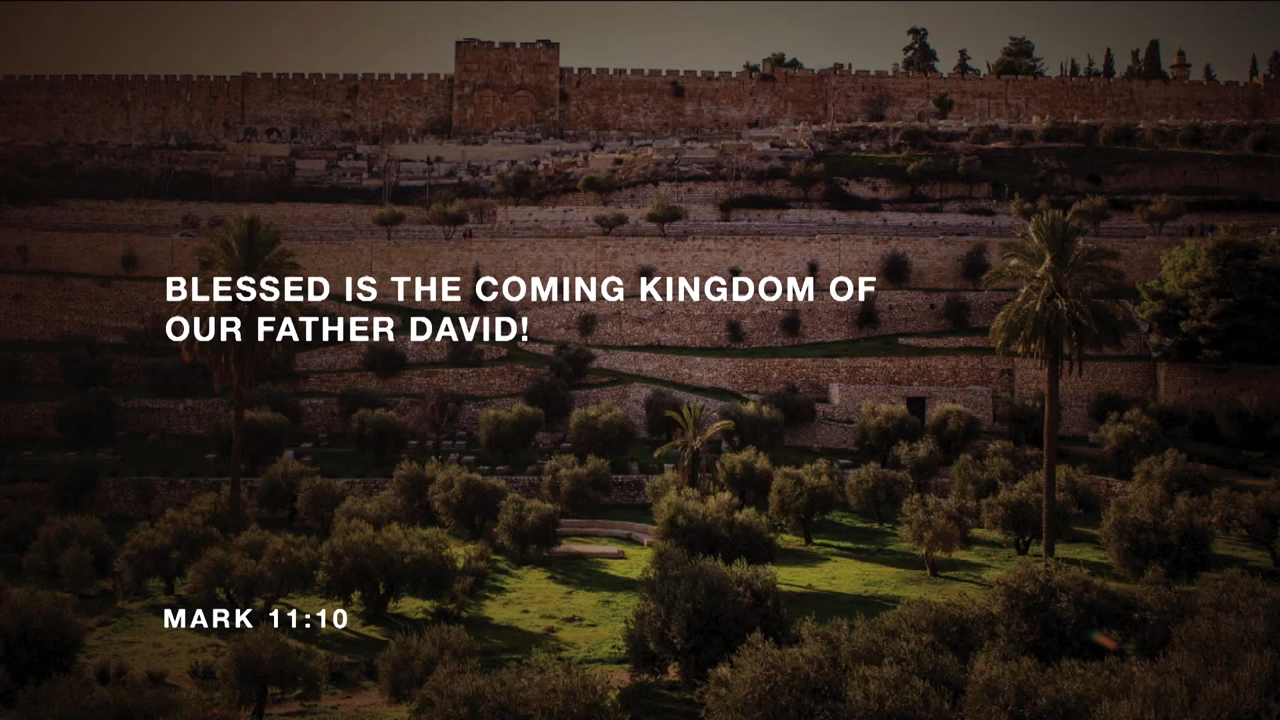 BLESSED IS THE COMING KINGDOM OF
OUR FATHER DAVID!
MARK 11:10